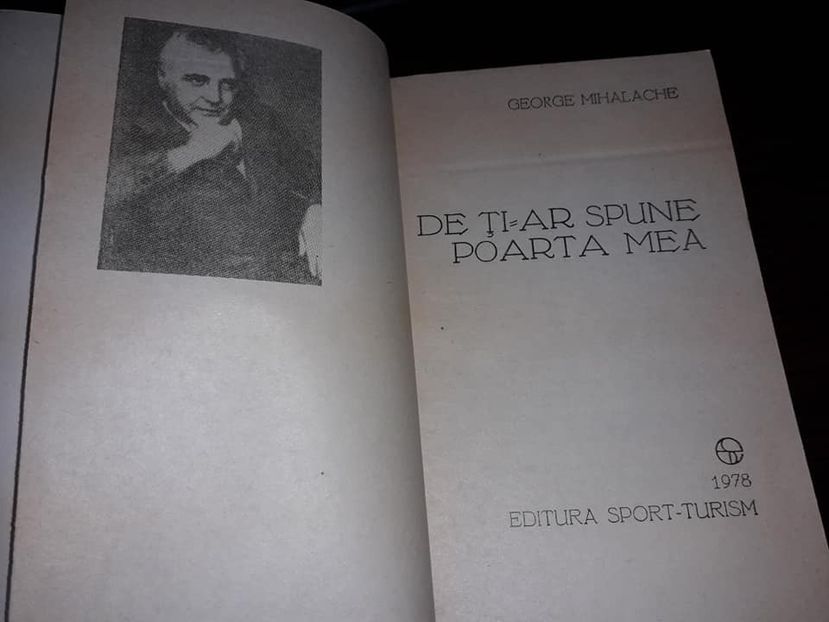 GEORGE MIHALACHE
DE ŢI-AR SPUNE
POARTA MEA
1978
EDITURA SPORT-TURISM